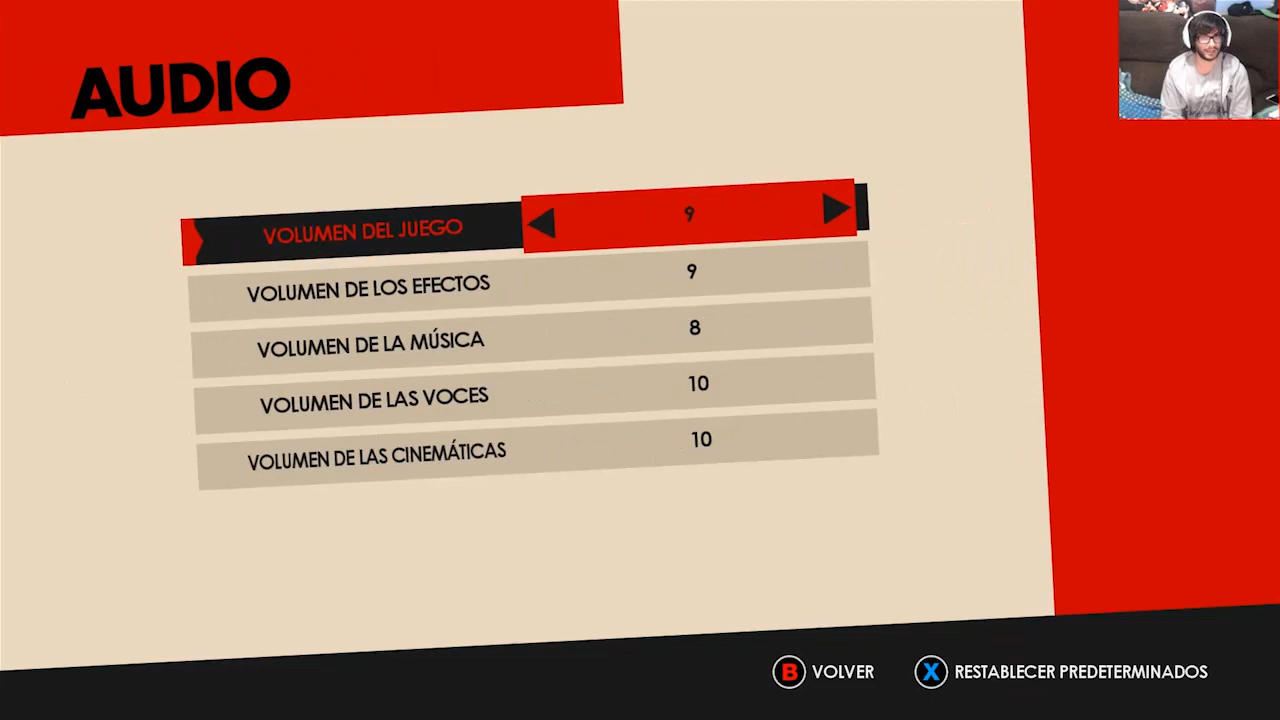 AUDIO
VOLUMEN DEL JUEGO 9
VOLUMEN DE LOS EFECTOS 9
VOLUMEN DE LA MÚSICA 8
VOLUMEN DE LAS VOCES 10
VOLUMEN DE LAS CINEMÁTICAS 10
B VOLVER X RESTABLECER PREDETERMINADOS